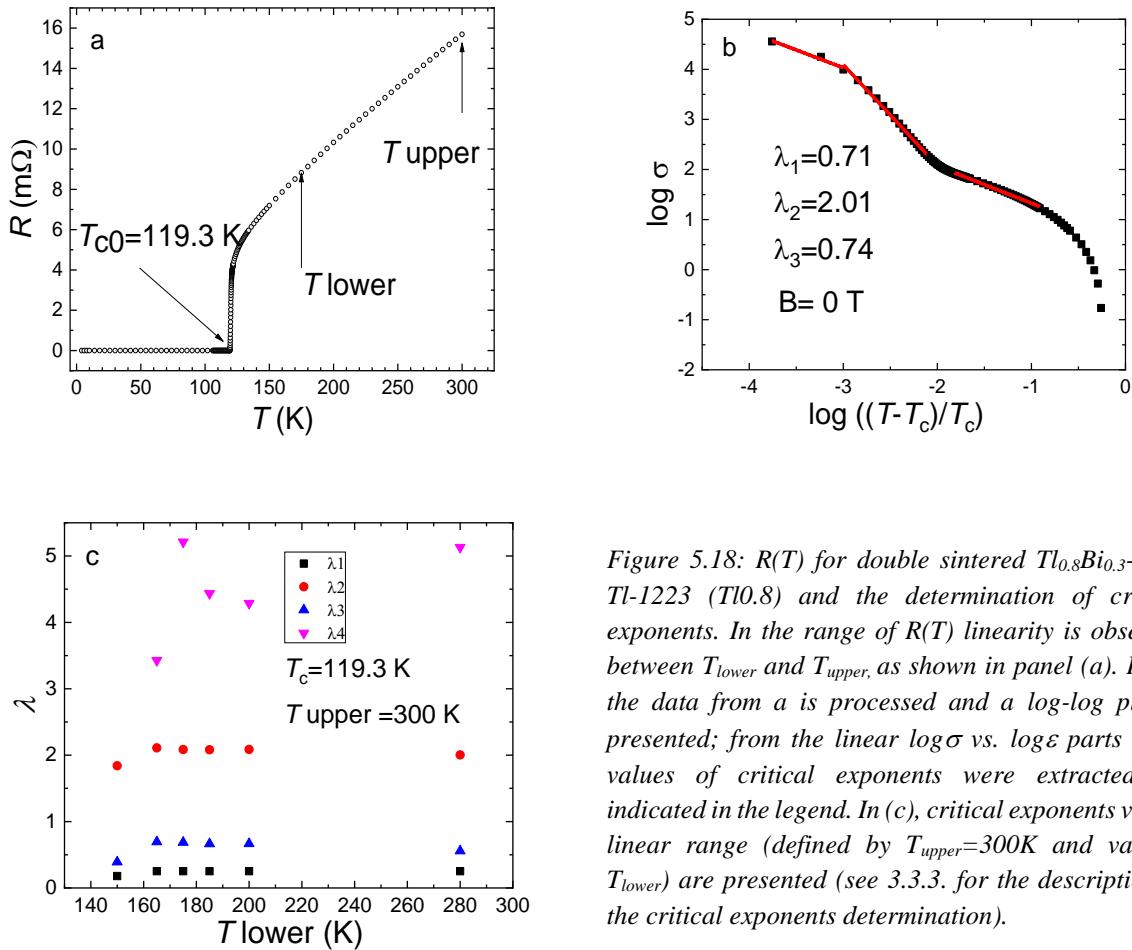 a
16
14
12
10
8
6
4
2
0
R (mΩ)
T upper
T_c0=119.3 K
T lower
0 50 100 150 200 250 300
T (K)
b
5
4
3
2
1
0
-1
-2
log σ
λ1=0.71
λ2=2.01
λ3=0.74
B= 0 T
-4 -3 -2 -1 0
log ((T-Tc)/Tc)
c
5
4
3
2
1
0
λ
λ1
λ2
λ3
λ4
Tc=119.3 K
T upper =300 K
140 160 180 200 220 240 260 280 300
T lower (K)
Figure 5.18: R(T) for double sintered Tl0.8Bi0.3-
Tl-1223 (Tl0.8) and the determination of
exponents. In the range of R(T) linearity is
between Tlower and Tupper, as shown in panel (a).
the data from a is processed and a log-log
presented; from the linear logσ vs. logε parts
values of critical exponents were extracted
indicated in the legend. In (c), critical exponents
linear range (defined by Tupper=300K and
Tlower) are presented (see 3.3.3. for the
the critical exponents determination).